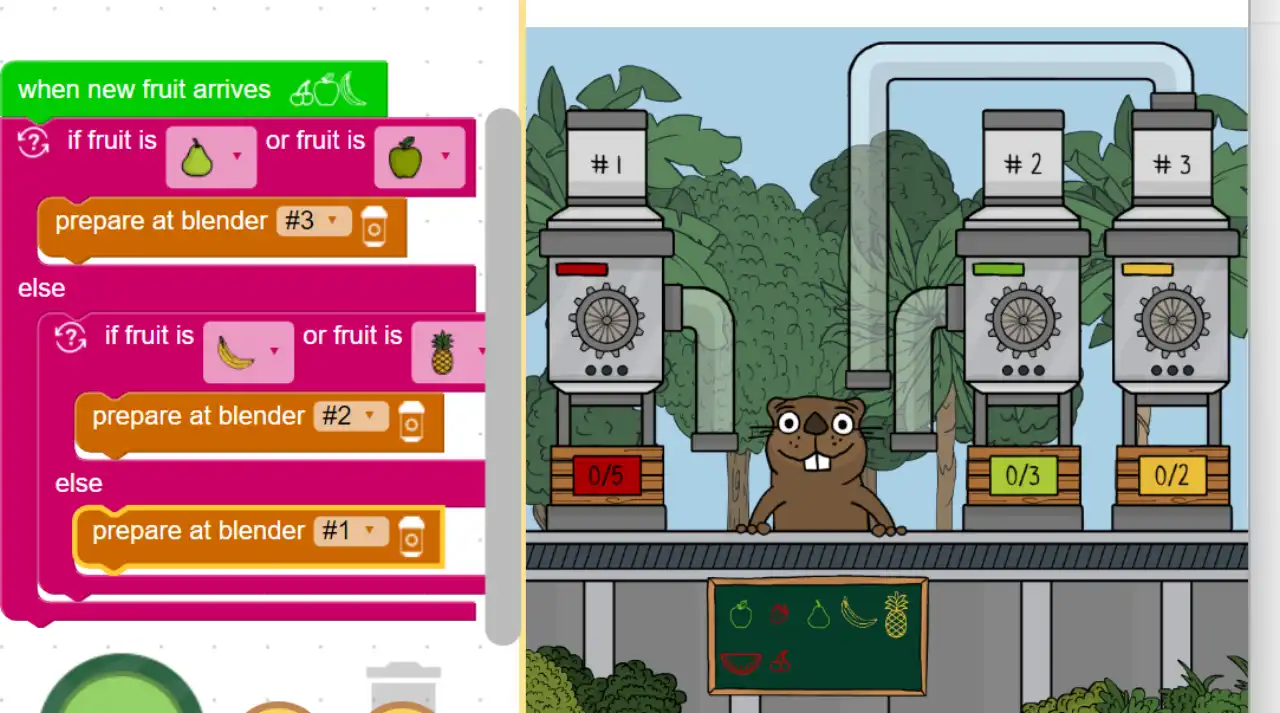 when new fruit arrives
if fruit is or fruit is
prepare at blender #3
else
if fruit is or fruit is
prepare at blender #2
else
prepare at blender #1
#1
#2
#3
0/5
0/3
0/2